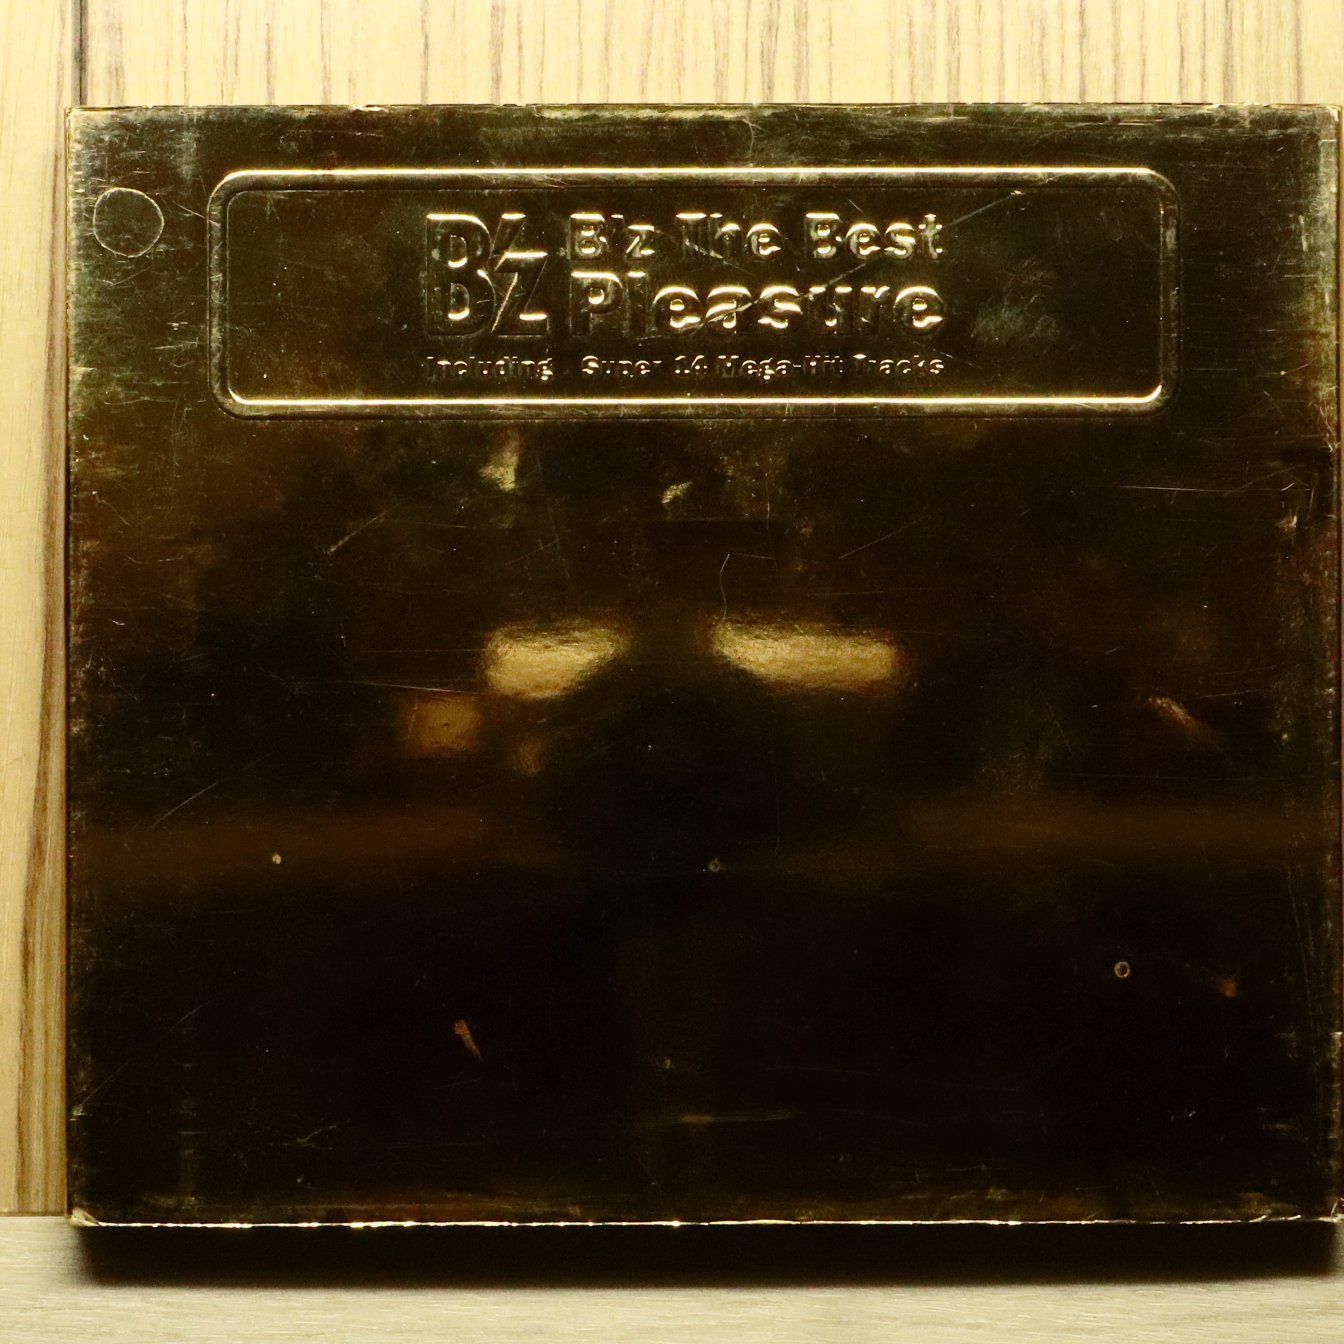 B'z
B'z The Best
Pleasure
Including Super 14 Mega-Hit Tracks